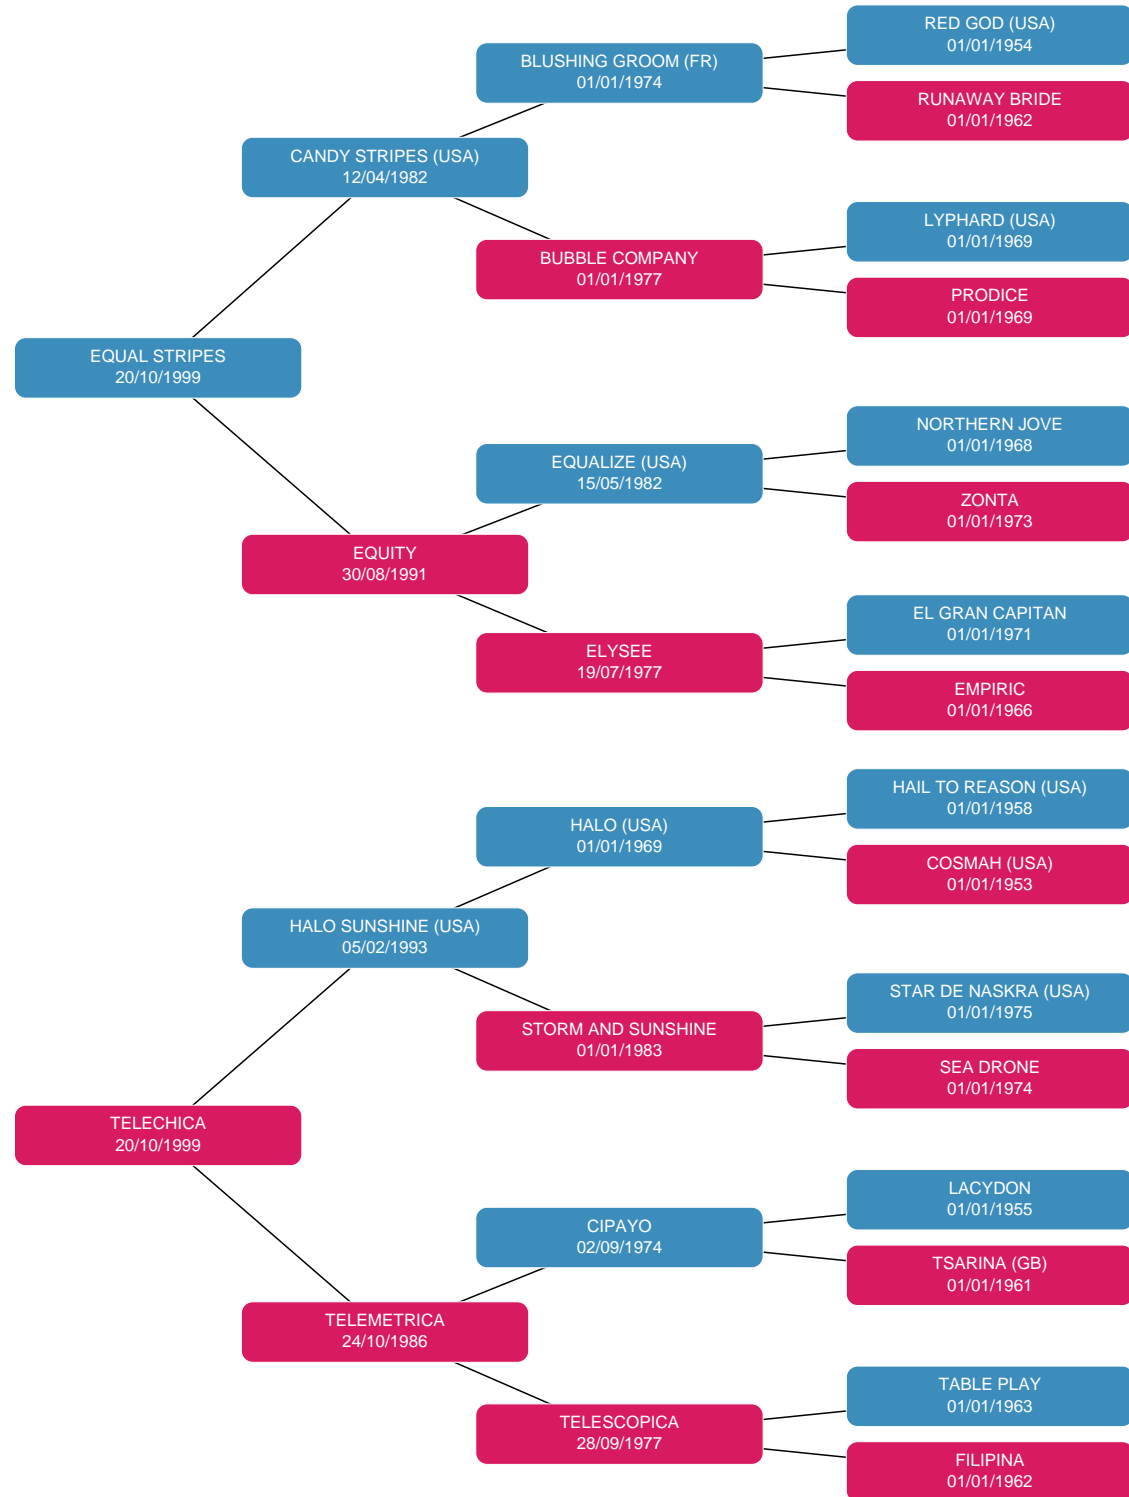 RED GOD (USA)
01/01/1954
BLUSHING GROOM (FR)
01/01/1974
RUNAWAY BRIDE
01/01/1962
CANDY STRIPES (USA)
12/04/1982
LYPHARD (USA)
01/01/1969
BUBBLE COMPANY
01/01/1977
PRODICE
01/01/1969
EQUAL STRIPES
20/10/1999
NORTHERN JOVE
01/01/1968
EQUALIZE (USA)
15/05/1982
ZONTA
01/01/1973
EQUITY
30/08/1991
EL GRAN CAPITAN
01/01/1971
ELYSEE
19/07/1977
EMPIRIC
01/01/1966
HAIL TO REASON (USA)
01/01/1958
HALO (USA)
01/01/1969
COSMAH (USA)
01/01/1953
HALO SUNSHINE (USA)
05/02/1993
STAR DE NASKRA (USA)
01/01/1975
STORM AND SUNSHINE
01/01/1983
SEA DRONE
01/01/1974
TELECHICA
20/10/1999
LACYDON
01/01/1955
CIPAYO
02/09/1974
TSARINA (GB)
01/01/1961
TELEMETRICA
24/10/1986
TABLE PLAY
01/01/1963
TELESCOPICA
28/09/1977
FILIPINA
01/01/1962